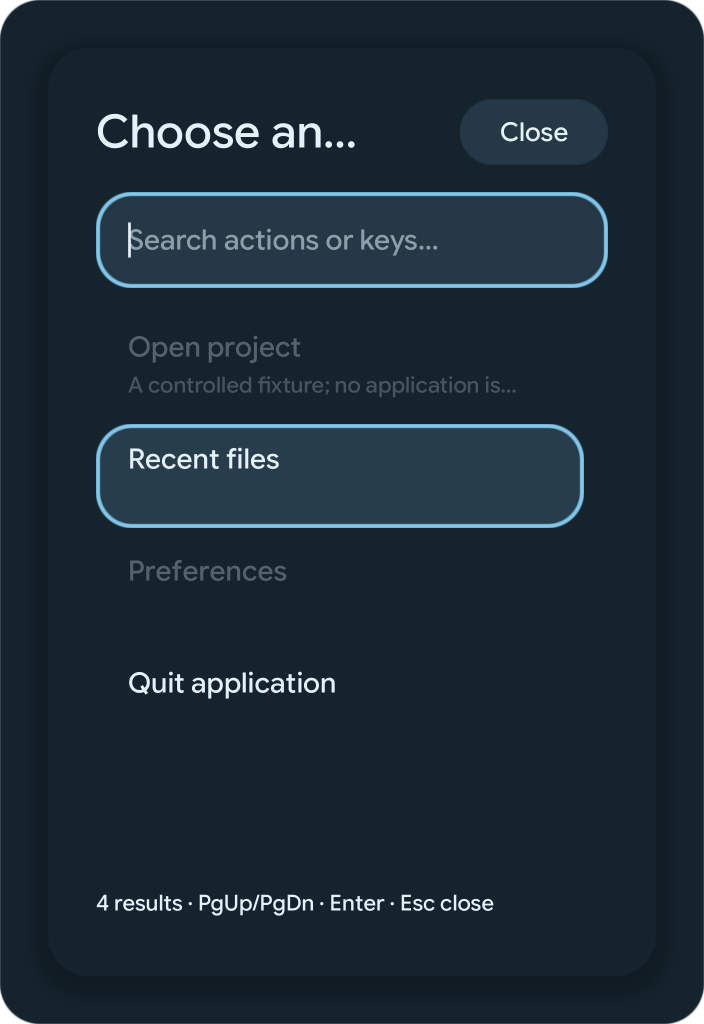 Choose an...
Close
Search actions or keys...
Open project
A controlled fixture; no application is...
Recent files
Preferences
Quit application
4 results · PgUp/PgDn · Enter · Esc close